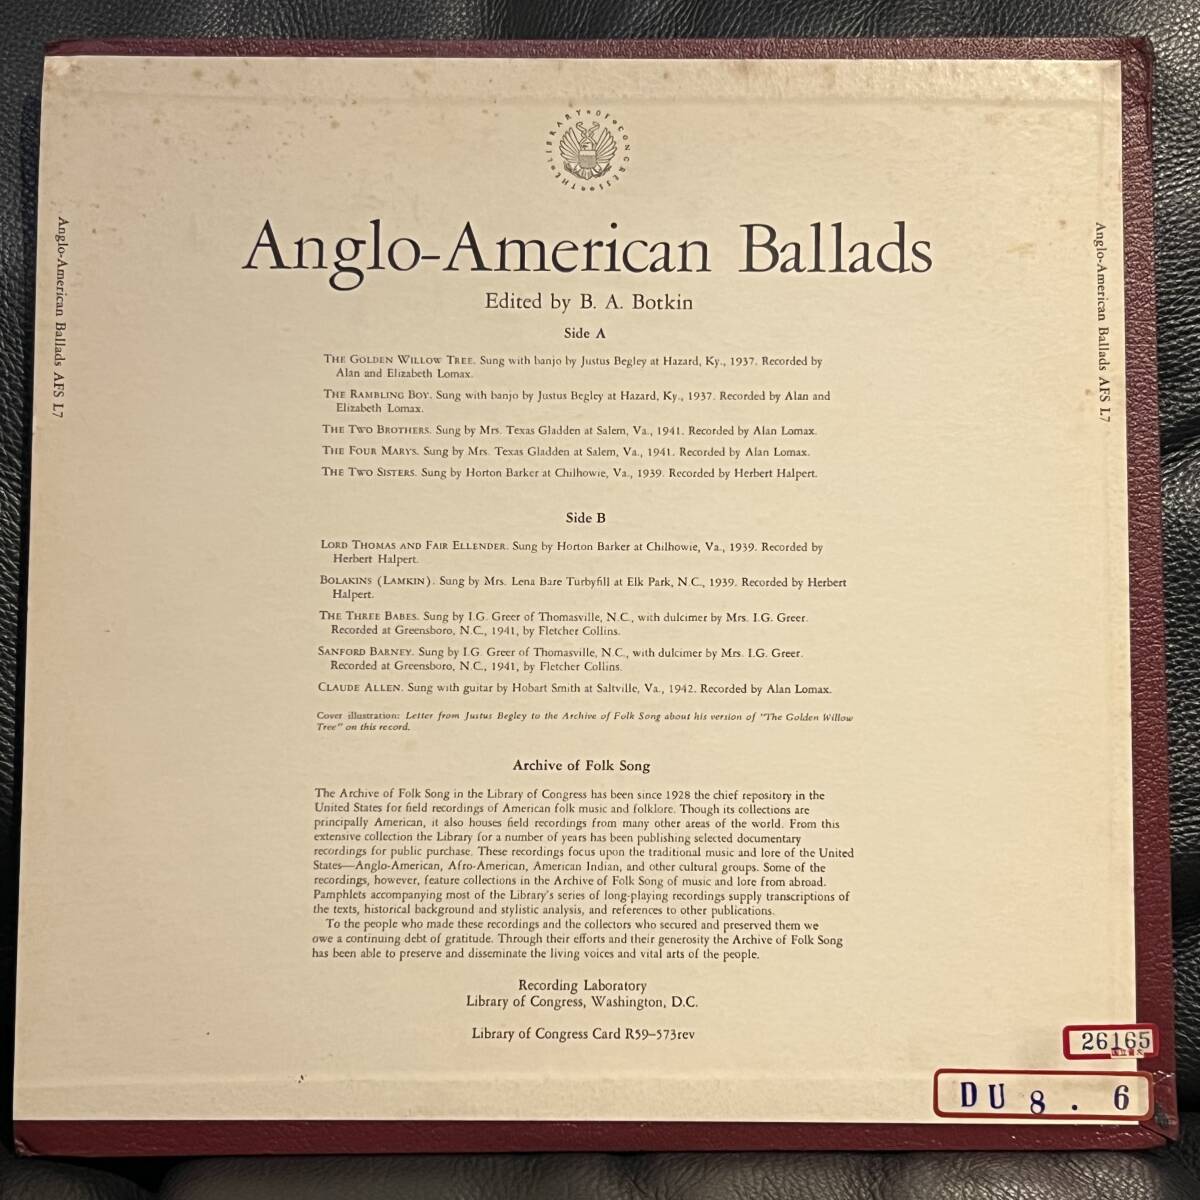 THE LIBRARY OF CONGRESS
Anglo-American Ballads
Edited by B. A. Botkin
Side A
THE GOLDEN WILLOW TREE. Sung with banjo by Justus Begley at Hazard, Ky., 1937. Recorded by
Alan and Elizabeth Lomax.
THE RAMBLING BOY. Sung with banjo by Justus Begley at Hazard, Ky., 1937. Recorded by Alan and
Elizabeth Lomax.
THE TWO BROTHERS. Sung by Mrs. Texas Gladden at Salem, Va., 1941. Recorded by Alan Lomax.
THE FOUR MARYS. Sung by Mrs. Texas Gladden at Salem, Va., 1941. Recorded by Alan Lomax.
THE TWO SISTERS. Sung by Horton Barker at Chilhowie, Va., 1939. Recorded by Herbert Halpert.
Side B
LORD THOMAS AND FAIR ELLENDER. Sung by Horton Barker at Chilhowie, Va., 1939. Recorded by
Herbert Halpert.
BOLAKINS (LAMKIN). Sung by Mrs. Lena Bare Turbyfill at Elk Park, N.C., 1939. Recorded by Herbert
Halpert.
THE THREE BABES. Sung by I.G. Greer of Thomasville, N.C., with dulcimer by Mrs. I.G. Greer.
Recorded at Greensboro, N.C., 1941, by Fletcher Collins.
SANFORD BARNEY. Sung by I.G. Greer of Thomasville, N.C., with dulcimer by Mrs. I.G. Greer.
Recorded at Greensboro, N.C., 1941, by Fletcher Collins.
CLAUDE ALLEN. Sung with guitar by Hobart Smith at Saltville, Va., 1942. Recorded by Alan Lomax.
Cover illustration: Letter from Justus Begley to the Archive of Folk Song about his version of "The Golden Willow
Tree" on this record.
Archive of Folk Song
The Archive of Folk Song in the Library of Congress has been since 1928 the chief repository in the
United States for field recordings of American folk music and folklore. Though its collections are
principally American, it also houses field recordings from many other areas of the world. From this
extensive collection the Library for a number of years has been publishing selected documentary
recordings for public purchase. These recordings focus upon the traditional music and lore of the United
States—Anglo-American, Afro-American, American Indian, and other cultural groups. Some of the
recordings, however, feature collections in the Archive of Folk Song of music and lore from abroad.
Pamphlets accompanying most of the Library's series of long-playing recordings supply transcriptions of
the texts, historical background and stylistic analysis, and references to other publications.
To the people who made these recordings and the collectors who secured and preserved them we
owe a continuing debt of gratitude. Through their efforts and their generosity the Archive of Folk Song
has been able to preserve and disseminate the living voices and vital arts of the people.
Recording Laboratory
Library of Congress, Washington, D.C.
Library of Congress Card R59-573rev
Anglo-American Ballads AFS L7
Anglo-American Ballads AFS L7
26165
DU 8. 6